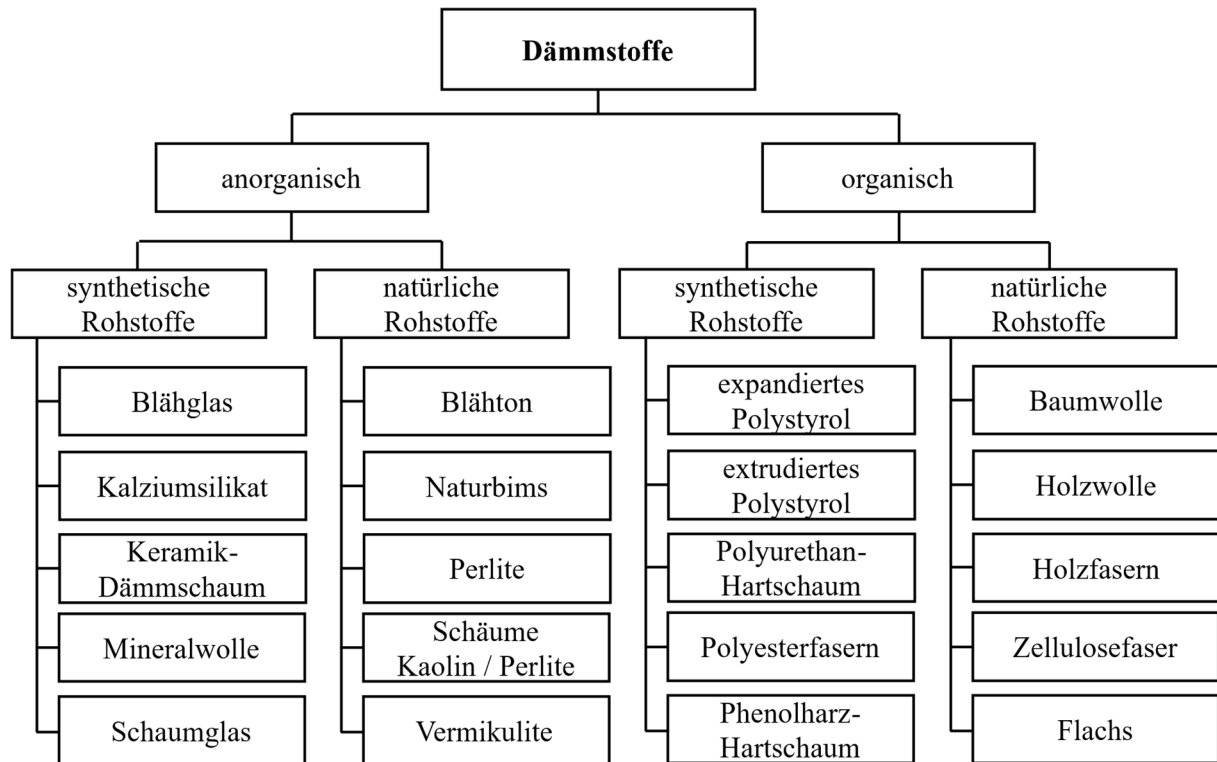 Dämmstoffe
anorganisch
organisch
synthetische
Rohstoffe
natürliche
Rohstoffe
synthetische
Rohstoffe
natürliche
Rohstoffe
Blähglas
Kalziumsilikat
Keramik-
Dämmschaum
Mineralwolle
Schaumglas
Blähton
Naturbims
Perlite
Schäume
Kaolin / Perlite
Vermikulite
expandiertes
Polystyrol
extrudiertes
Polystyrol
Polyurethan-
Hartschaum
Polyesterfasern
Phenolharz-
Hartschaum
Baumwolle
Holzwolle
Holzfasern
Zellulosefaser
Flachs